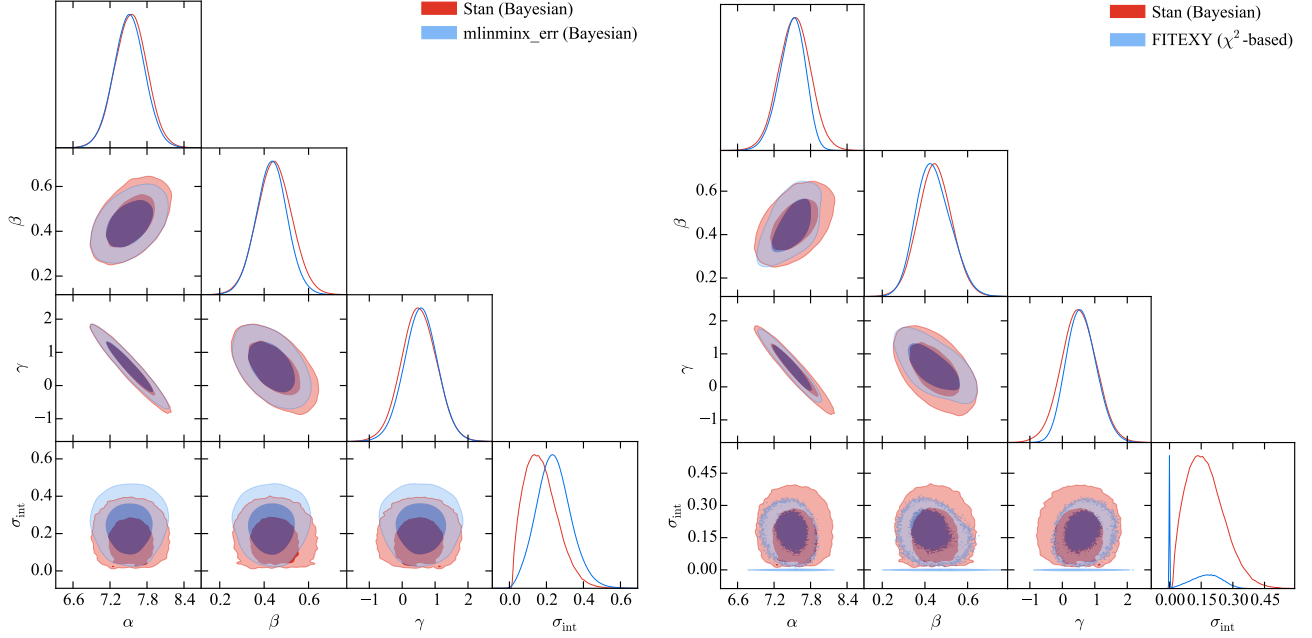 Stan (Bayesian)
mlinminx_err (Bayesian)
0.6
0.4
0.2
β
2
1
0
−1
γ
0.6
0.4
0.2
0.0
σint
6.6 7.2 7.8 8.4
α
0.2 0.4 0.6
β
−1 0 1 2
γ
0.0 0.2 0.4 0.6
σint
Stan (Bayesian)
FITEXY (χ²-based)
0.6
0.4
0.2
β
2
1
0
−1
γ
0.45
0.30
0.15
0.00
σint
6.6 7.2 7.8 8.4
α
0.2 0.4 0.6
β
−1 0 1 2
γ
0.00 0.15 0.30 0.45
σint